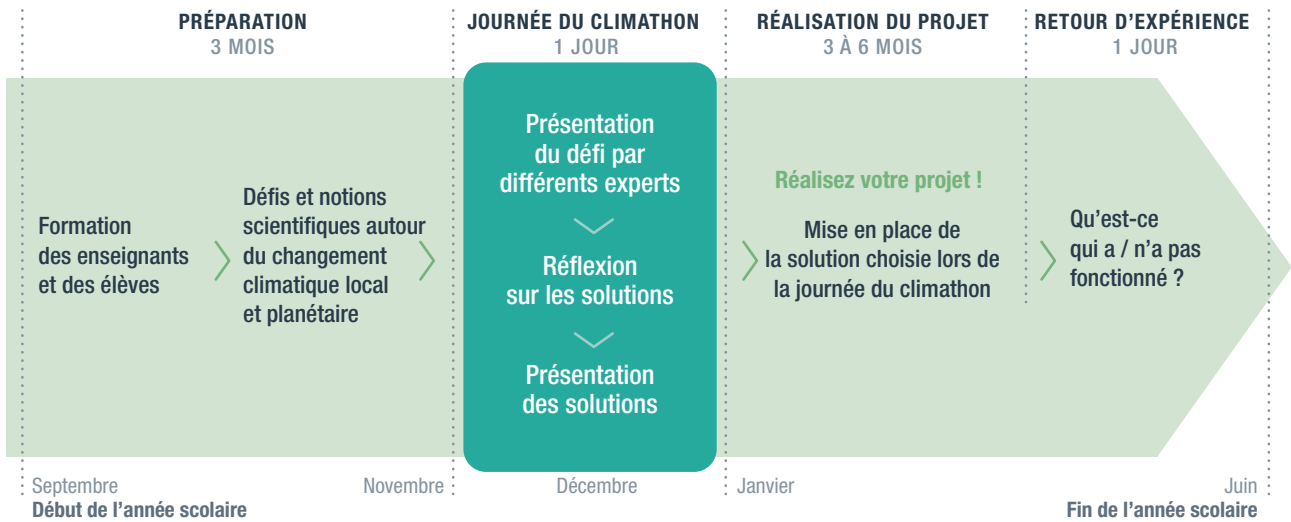 PRÉPARATION
3 MOIS
JOURNÉE DU CLIMATHON
1 JOUR
RÉALISATION DU PROJET
3 À 6 MOIS
RETOUR D’EXPÉRIENCE
1 JOUR
Formation
des enseignants
et des élèves
Défis et notions
scientifiques autour
du changement
climatique local
et planétaire
Présentation
du défi par
différents experts
Réflexion
sur les solutions
Présentation
des solutions
Réalisez votre projet !
Mise en place de
la solution choisie lors de
la journée du climathon
Qu’est-ce
qui a / n’a pas
fonctionné ?
Septembre
Début de l’année scolaire
Novembre
Décembre
Janvier
Juin
Fin de l’année scolaire